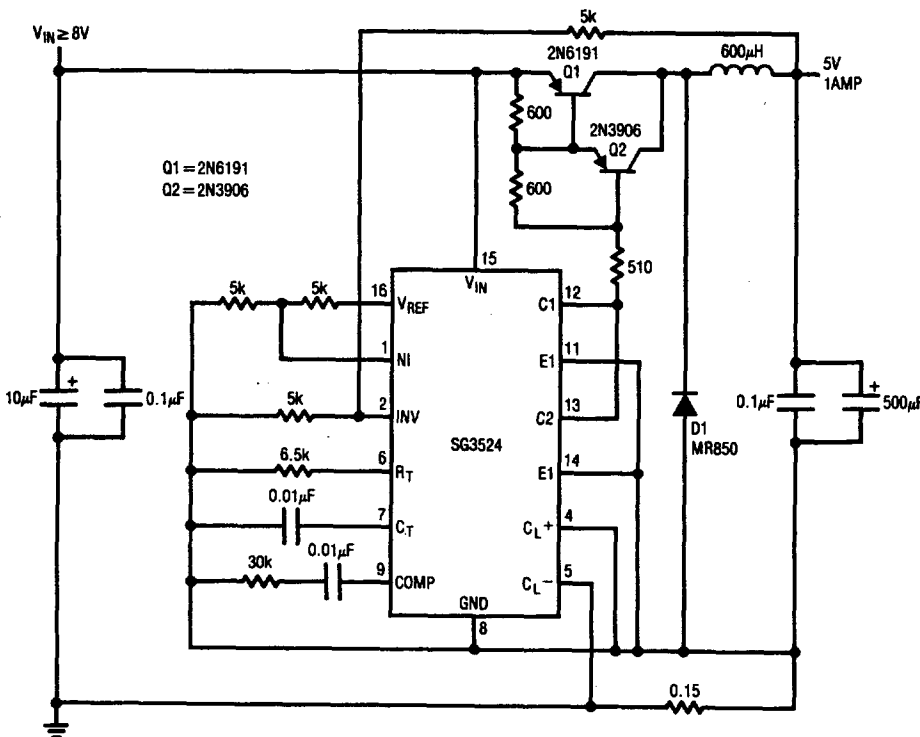 V_IN ≥ 8V
5k
2N6191
Q1
600μH
5V
1AMP
600
2N3906
Q2
Q1 = 2N6191
Q2 = 2N3906
600
510
15
V_IN
5k
5k
16
V_REF
C1
12
1
NI
E1
11
10μF
+
0.1μF
5k
2
INV
C2
13
SG3524
D1
MR850
0.1μF
+
500μF
6.5k
6
R_T
E1
14
0.01μF
7
C_T
C_L+
4
30k
0.01μF
9
COMP
C_L−
5
GND
8
0.15